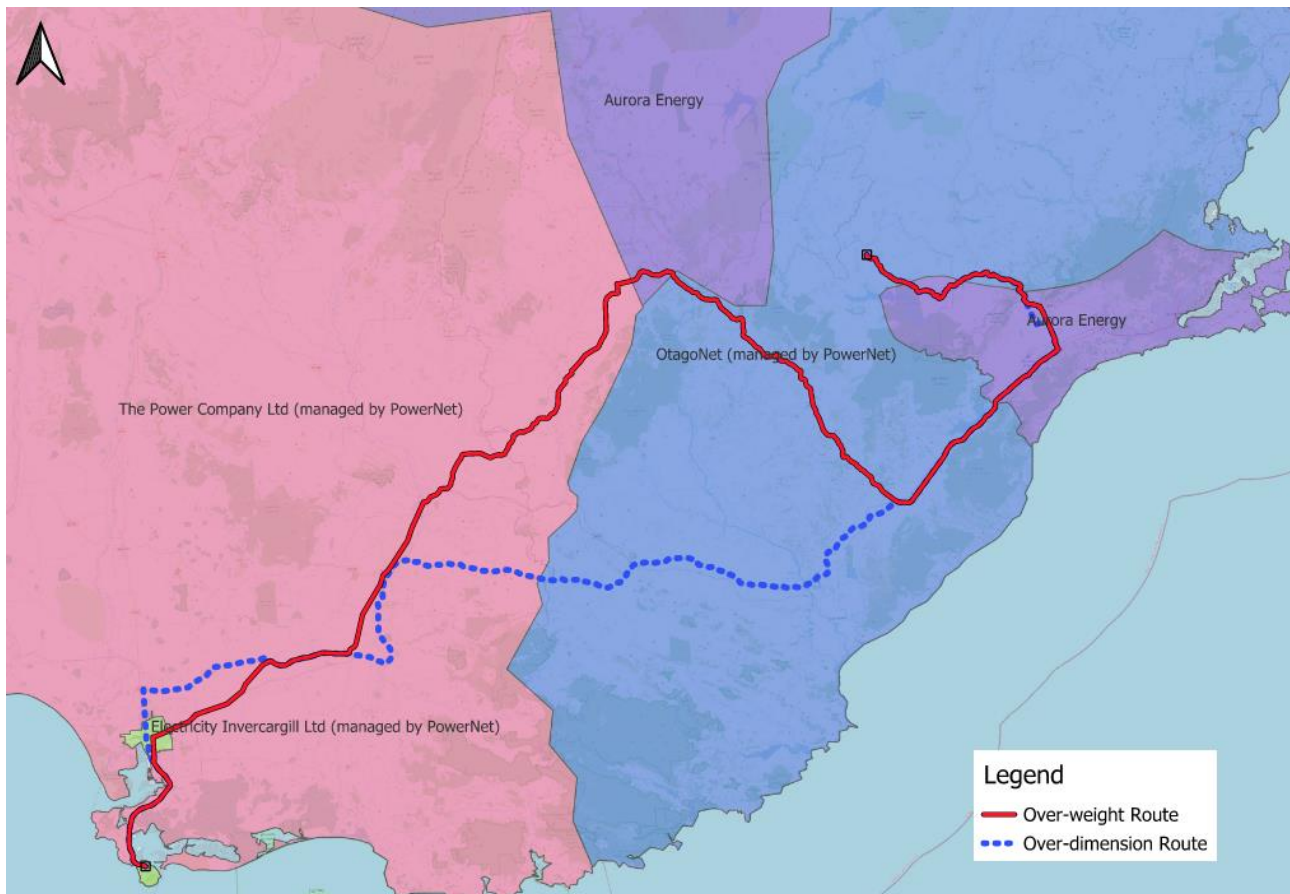 Aurora Energy
Aurora Energy
OtagoNet (managed by PowerNet)
The Power Company Ltd (managed by PowerNet)
Electricity Invercargill Ltd (managed by PowerNet)
Legend
Over-weight Route
Over-dimension Route